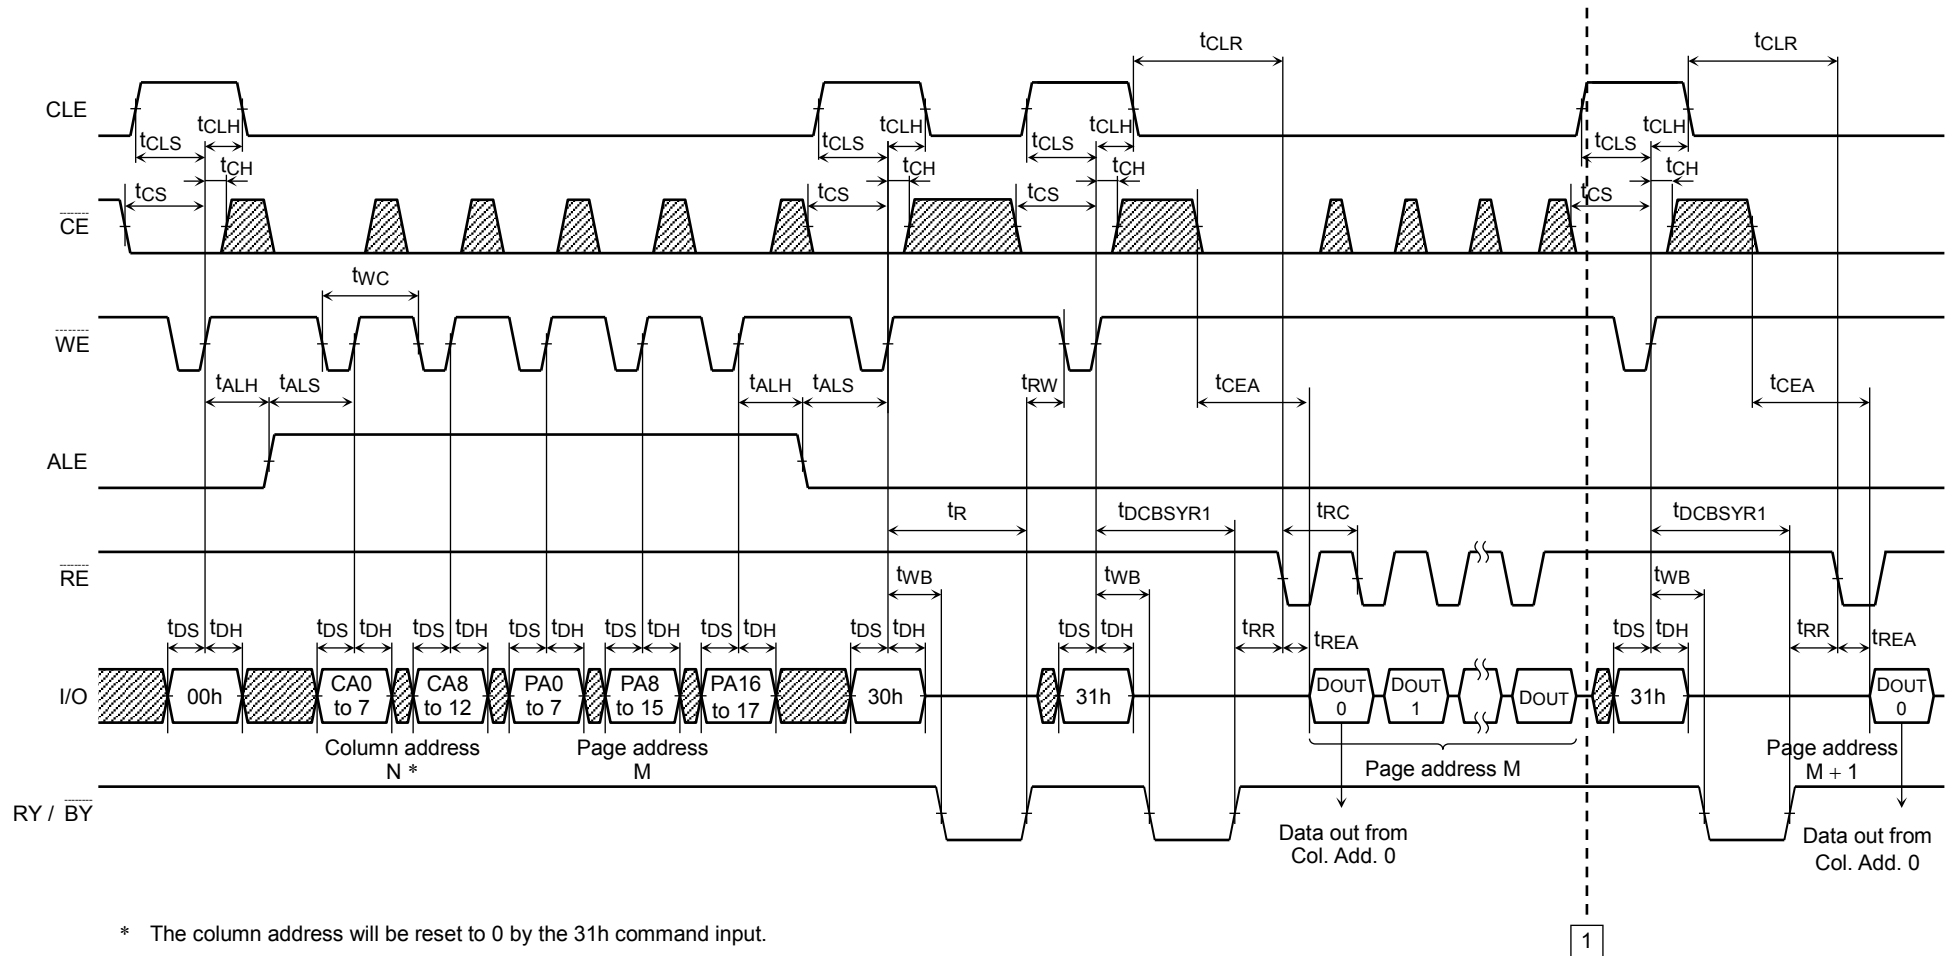 tCLR tCLR
CLE
tCLS tCLH tCLS tCLH tCLS tCLH tCLS tCLH
tCS tCH tCS tCH tCS tCH tCS tCH
CE
tWC
WE
tALH tALS tALH tALS tRW tCEA tCEA
ALE
tR tDCBSYR1 tRC tDCBSYR1
RE
tWB tWB tWB
tDS tDH tDS tDH tDS tDH tDS tDH tDS tDH tDS tDH tDS tDH tDS tDH tRR tREA tDS tDH tRR tREA
I/O
00h
CA0
to 7
CA8
to 12
PA0
to 7
PA8
to 15
PA16
to 17
30h
31h
DOUT
0
DOUT
1
DOUT
31h
DOUT
0
Column address
N *
Page address
M
Page address M
Page address
M + 1
RY / BY
Data out from
Col. Add. 0
Data out from
Col. Add. 0
* The column address will be reset to 0 by the 31h command input.
1